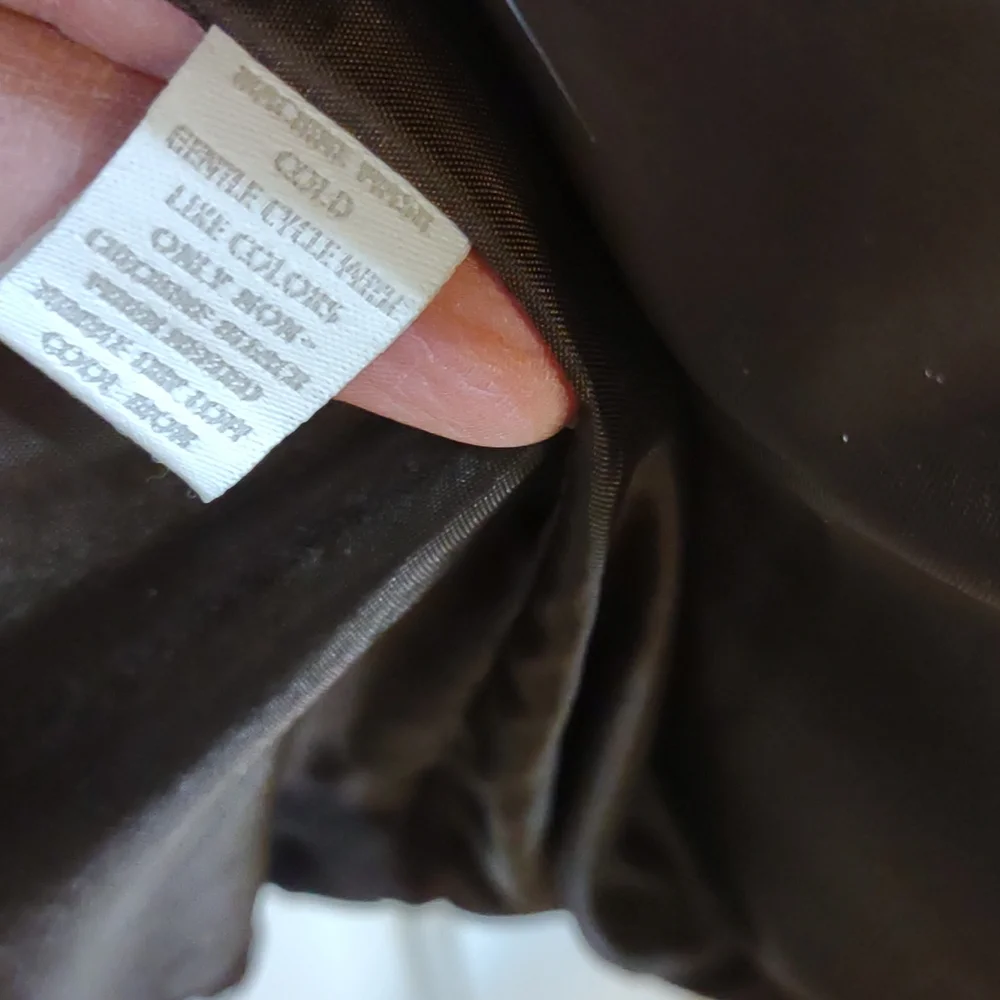 MACHINE WASH
COLD
GENTLE CYCLE WITH
LIKE COLORS,
ONLY NON-
CHLORINE BLEACH
WHEN NEEDED
TUMBLE DRY LOW
COOL IRON